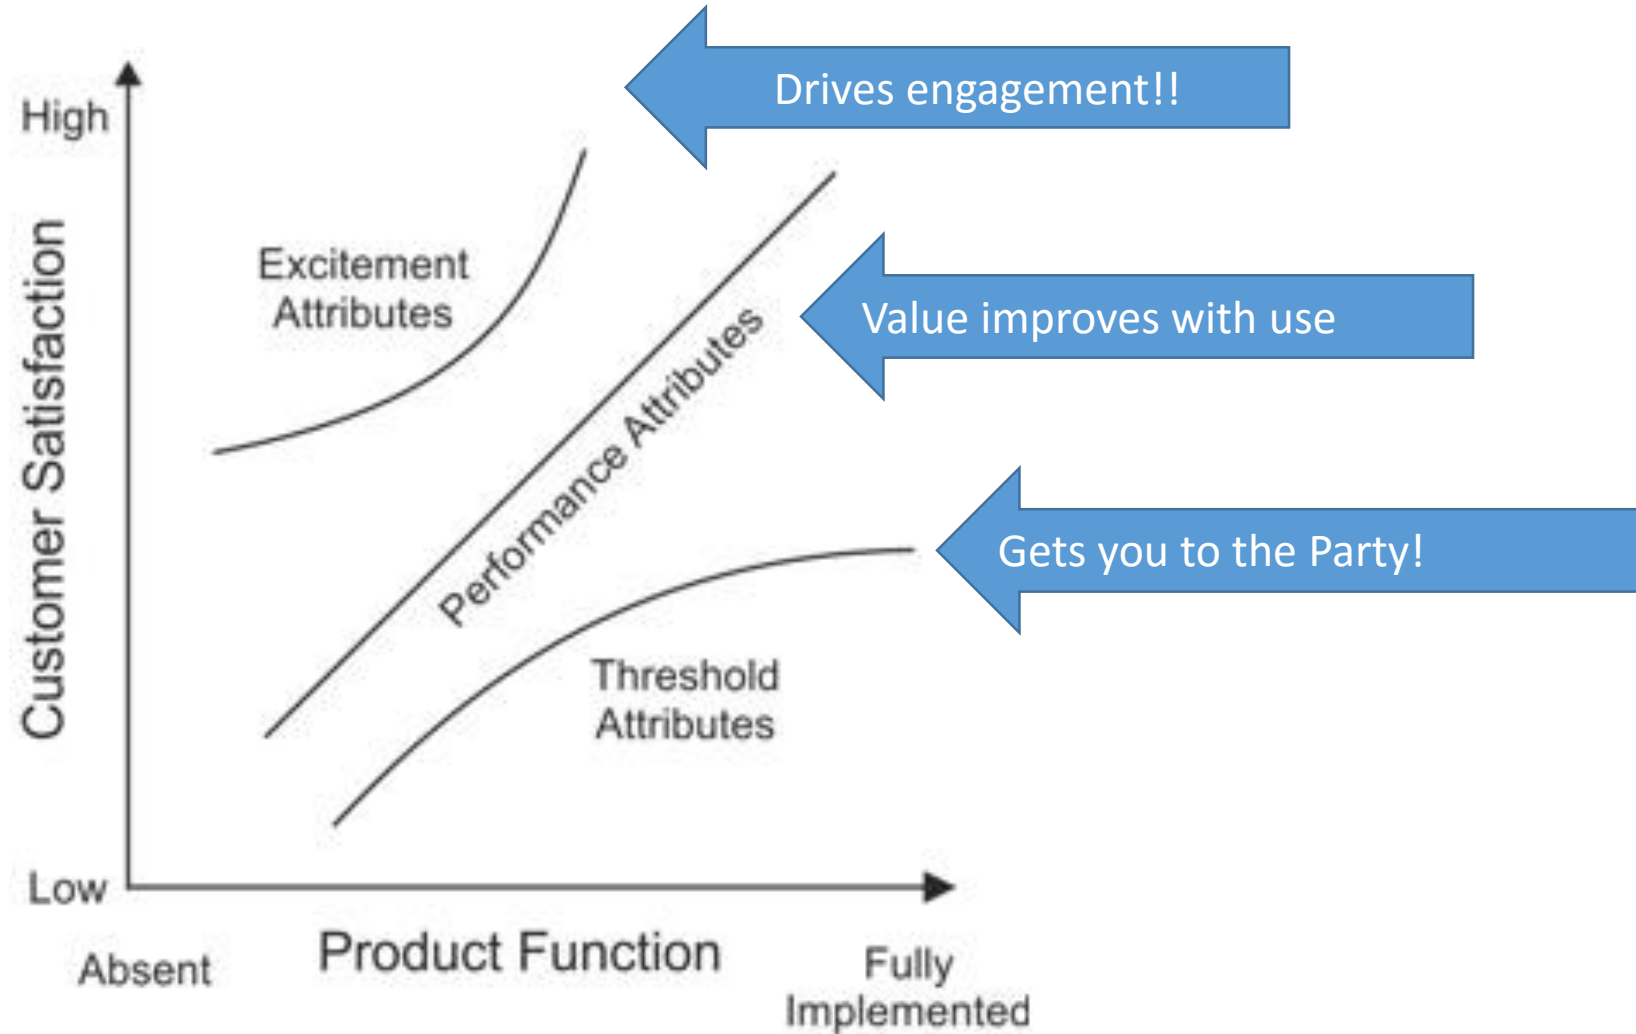 Drives engagement!!
High
Excitement
Attributes
Value improves with use
Performance Attributes
Customer Satisfaction
Gets you to the Party!
Threshold
Attributes
Low
Absent
Product Function
Fully
Implemented